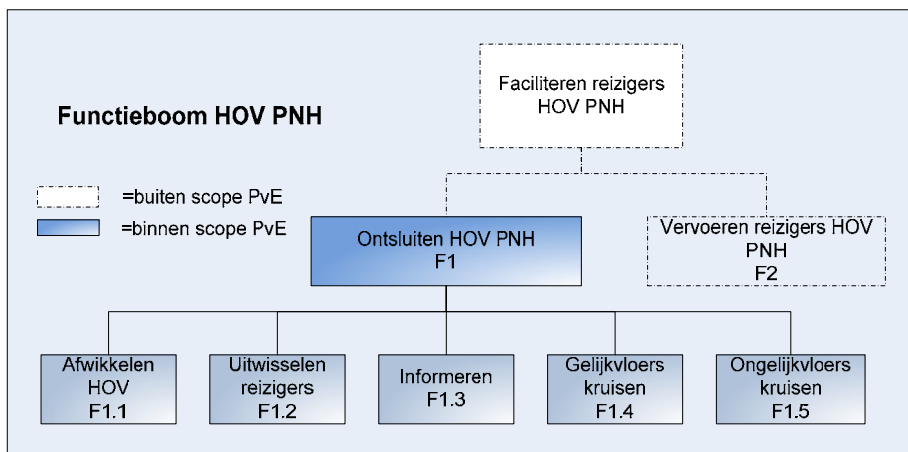 Faciliteren reizigers
HOV PNH
Functieboom HOV PNH
=buiten scope PvE
=binnen scope PvE
Ontsluiten HOV PNH
F1
Vervoeren reizigers HOV
PNH
F2
Afwikkelen
HOV
F1.1
Uitwisselen
reizigers
F1.2
Informeren
F1.3
Gelijkvloers
kruisen
F1.4
Ongelijkvloers
kruisen
F1.5